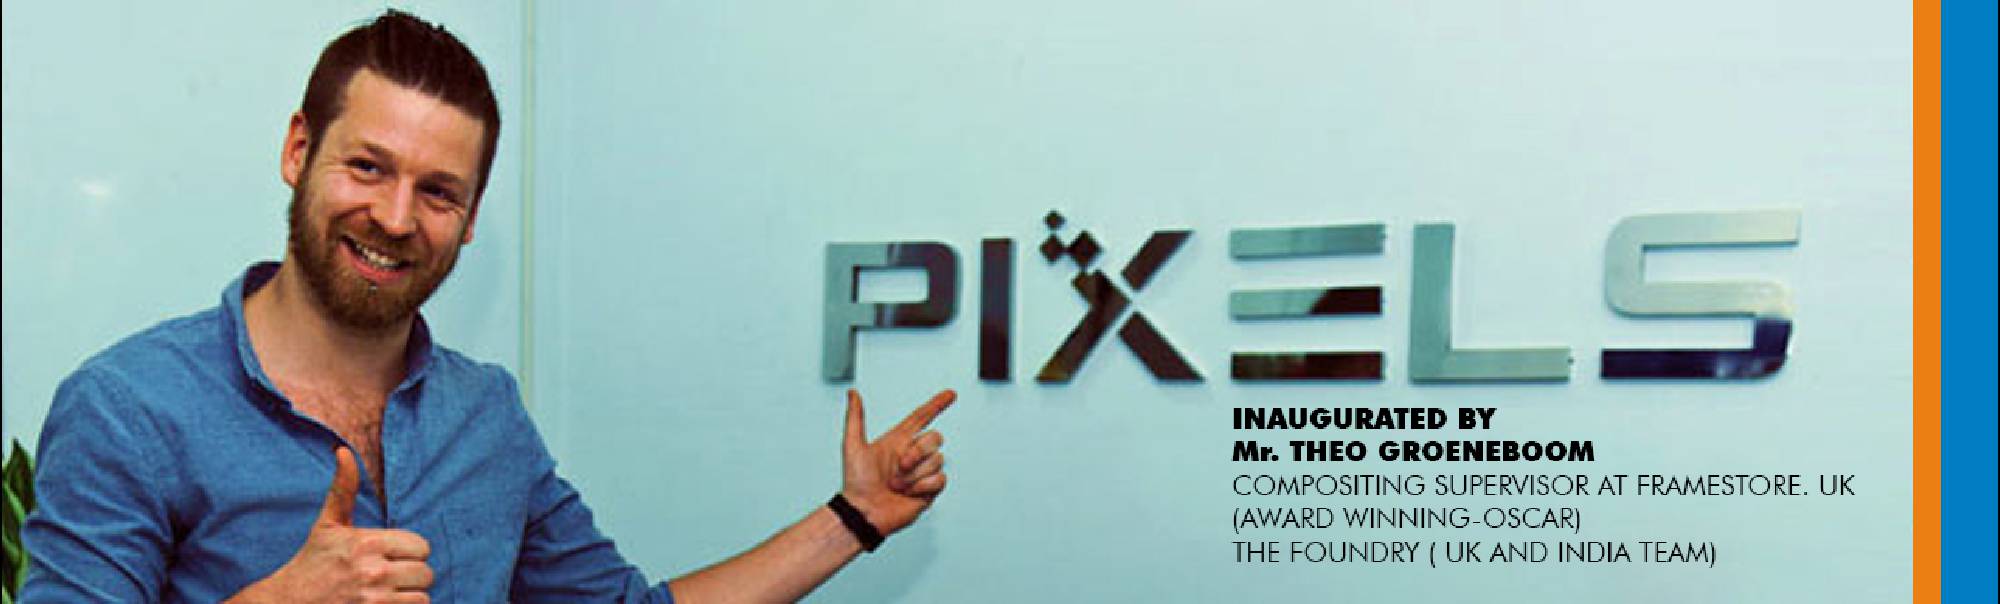 PIXELS
INAUGURATED BY
Mr. THEO GROENEBOOM
COMPOSITING SUPERVISOR AT FRAMESTORE. UK
(AWARD WINNING-OSCAR)
THE FOUNDRY ( UK AND INDIA TEAM)